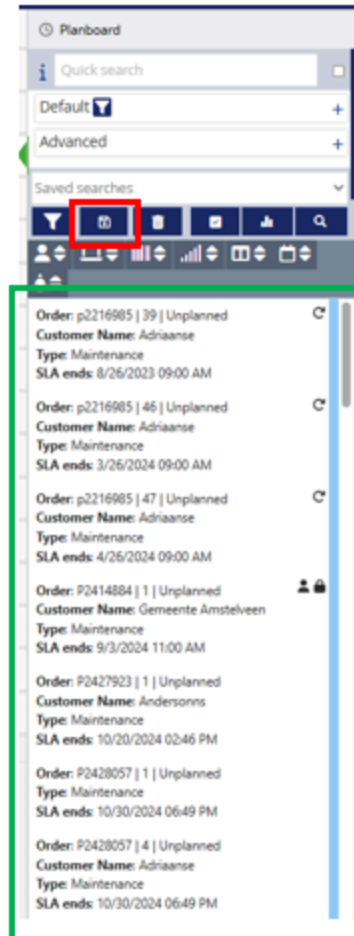 Planboard
Quick search
Default
Advanced
Saved searches
Order: p2216985 | 39 | Unplanned
Customer Name: Adriaanse
Type: Maintenance
SLA ends: 8/26/2023 09:00 AM
Order: p2216985 | 46 | Unplanned
Customer Name: Adriaanse
Type: Maintenance
SLA ends: 3/26/2024 09:00 AM
Order: p2216985 | 47 | Unplanned
Customer Name: Adriaanse
Type: Maintenance
SLA ends: 4/26/2024 09:00 AM
Order: P2414884 | 1 | Unplanned
Customer Name: Gemeente Amstelveen
Type: Maintenance
SLA ends: 9/3/2024 11:00 AM
Order: P2427923 | 1 | Unplanned
Customer Name: Andersonns
Type: Maintenance
SLA ends: 10/20/2024 02:46 PM
Order: P2428057 | 1 | Unplanned
Type: Maintenance
SLA ends: 10/30/2024 06:49 PM
Order: P2428057 | 4 | Unplanned
Customer Name: Adriaanse
Type: Maintenance
SLA ends: 10/30/2024 06:49 PM